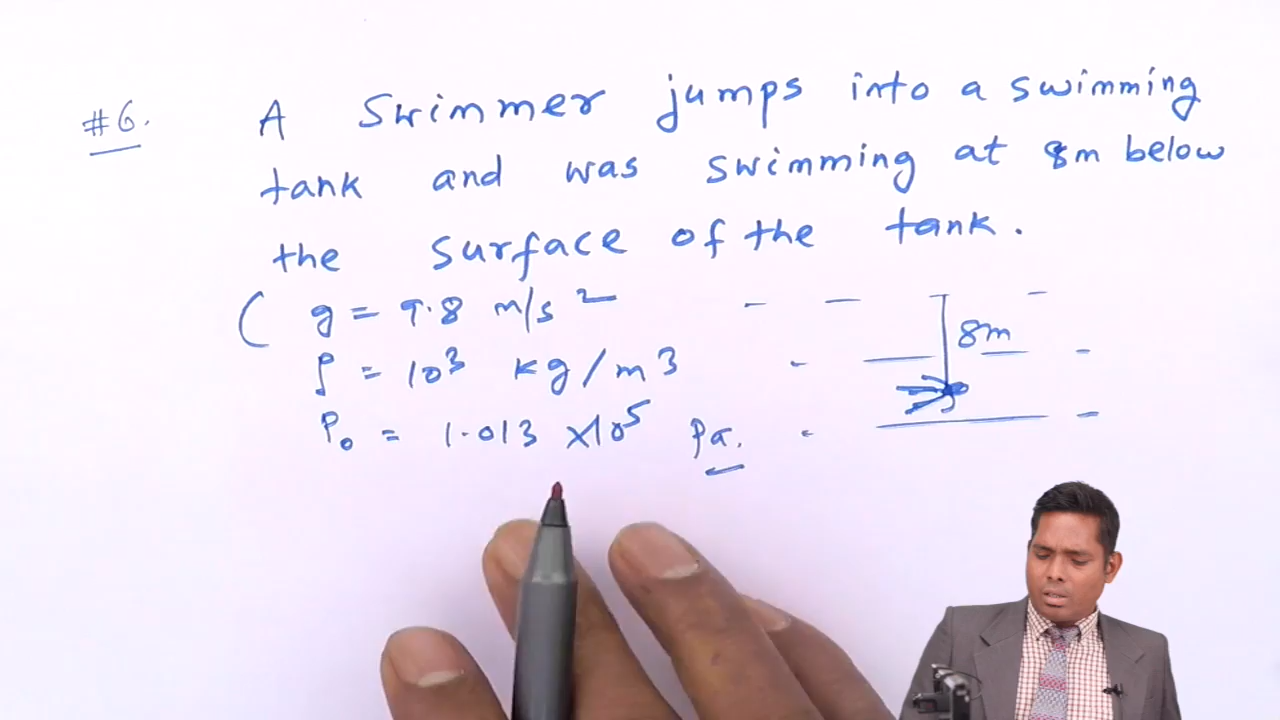 #6. A Swimmer jumps into a swimming
tank and was swimming at 8m below
the surface of the tank.
( g = 9.8 m/s²
ρ = 10³ kg/m3
P₀ = 1.013 ×10⁵ Pa.
8m